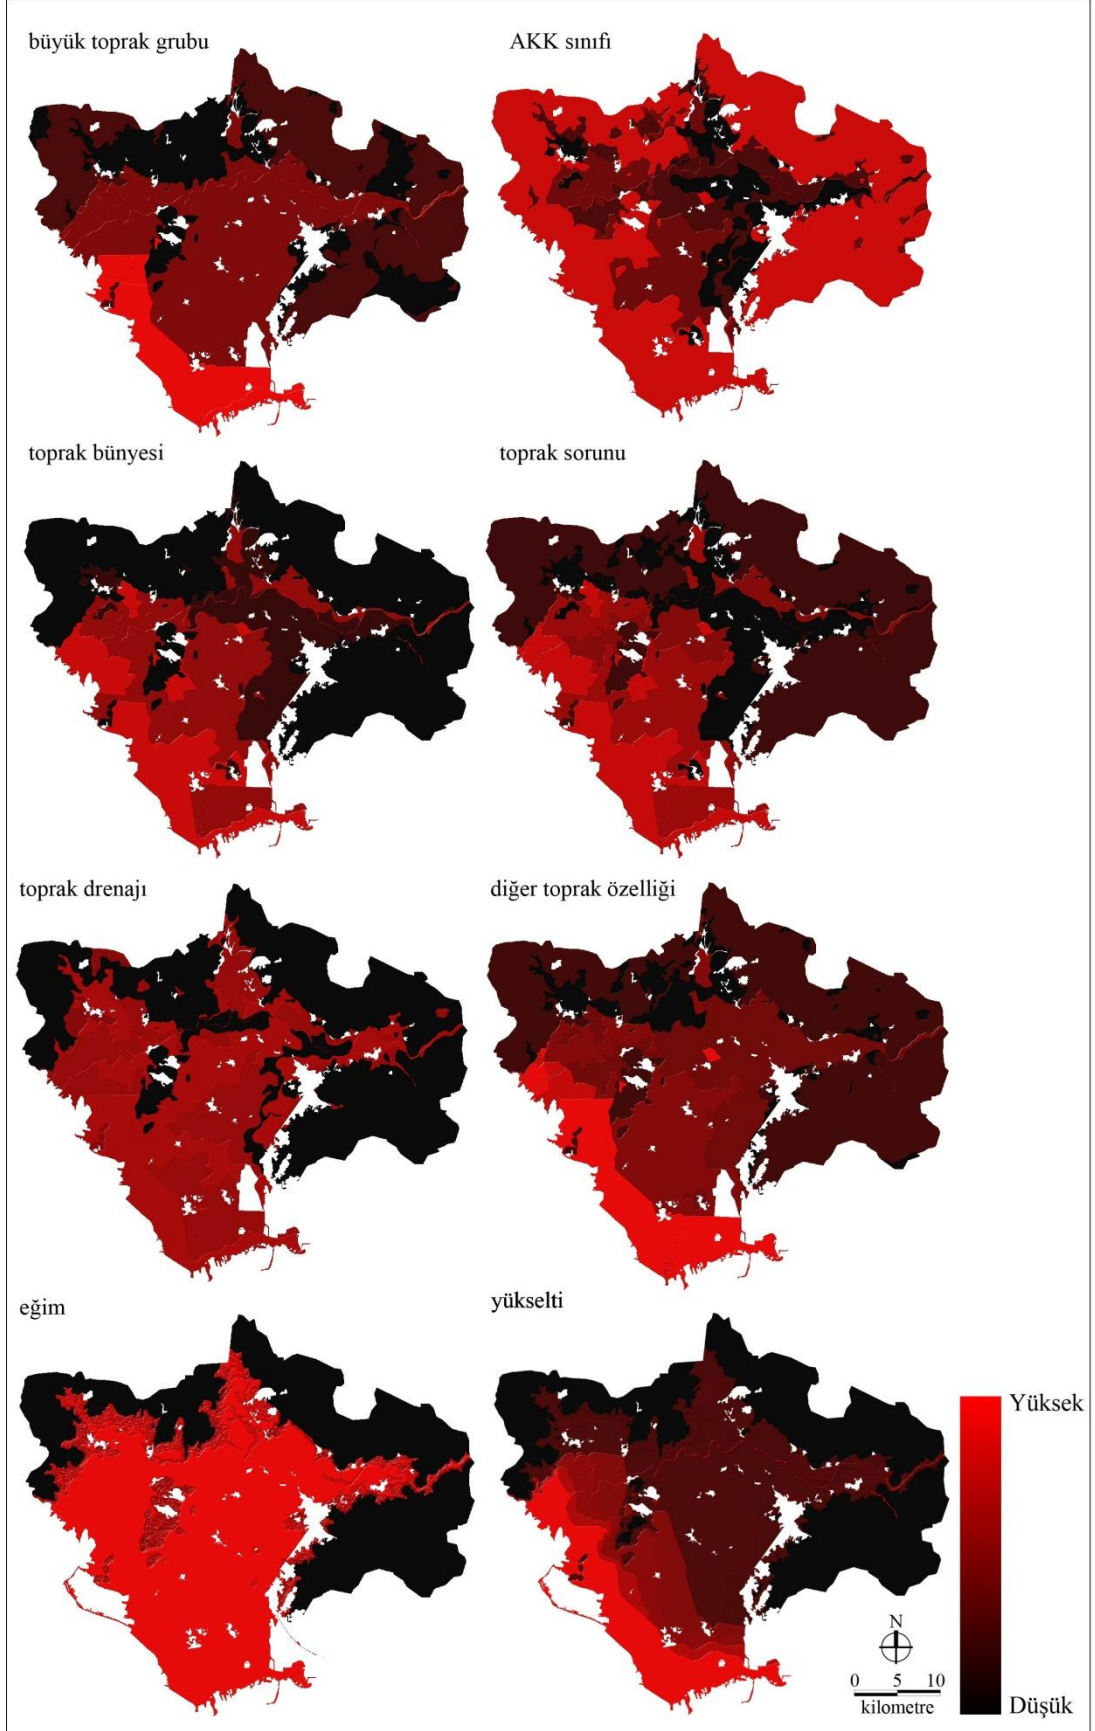 büyük toprak grubu
AKK sınıfı
toprak bünyesi
toprak sorunu
toprak drenajı
diğer toprak özelliği
eğim
yükselti
Yüksek
N
0 5 10
kilometre
Düşük